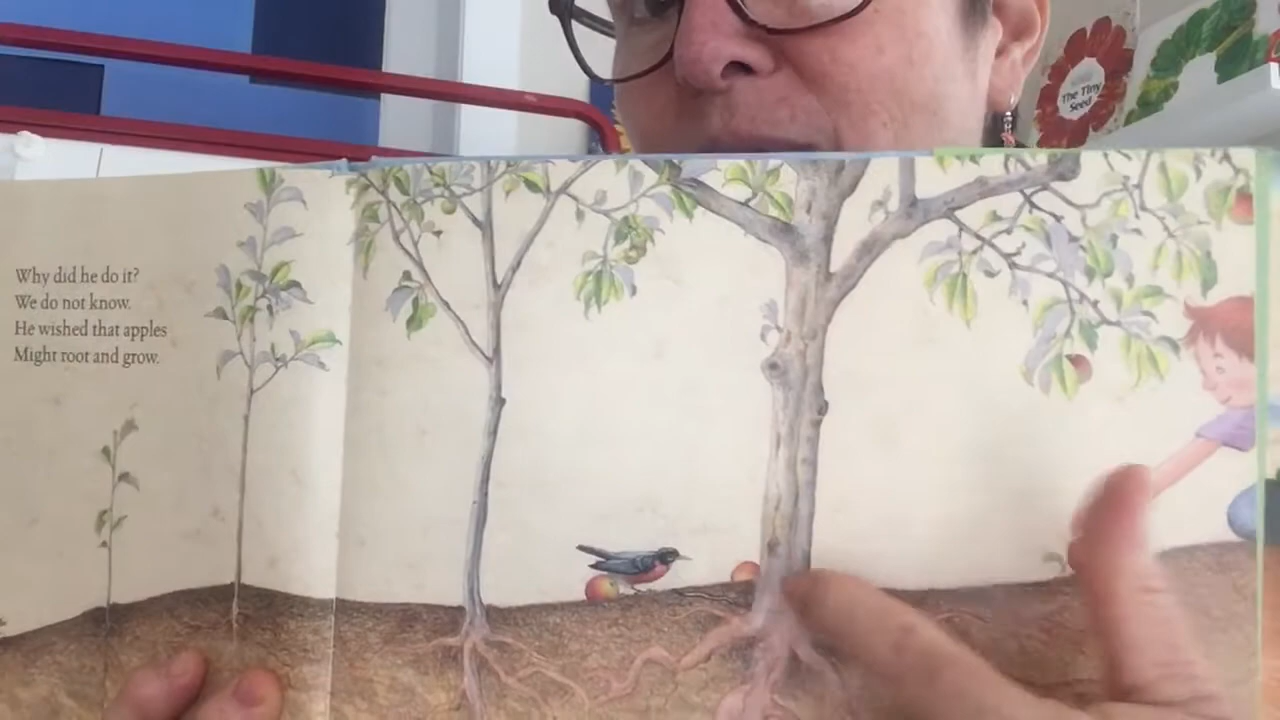 The Tiny
Seed
Why did he do it?
We do not know.
He wished that apples
Might root and grow.